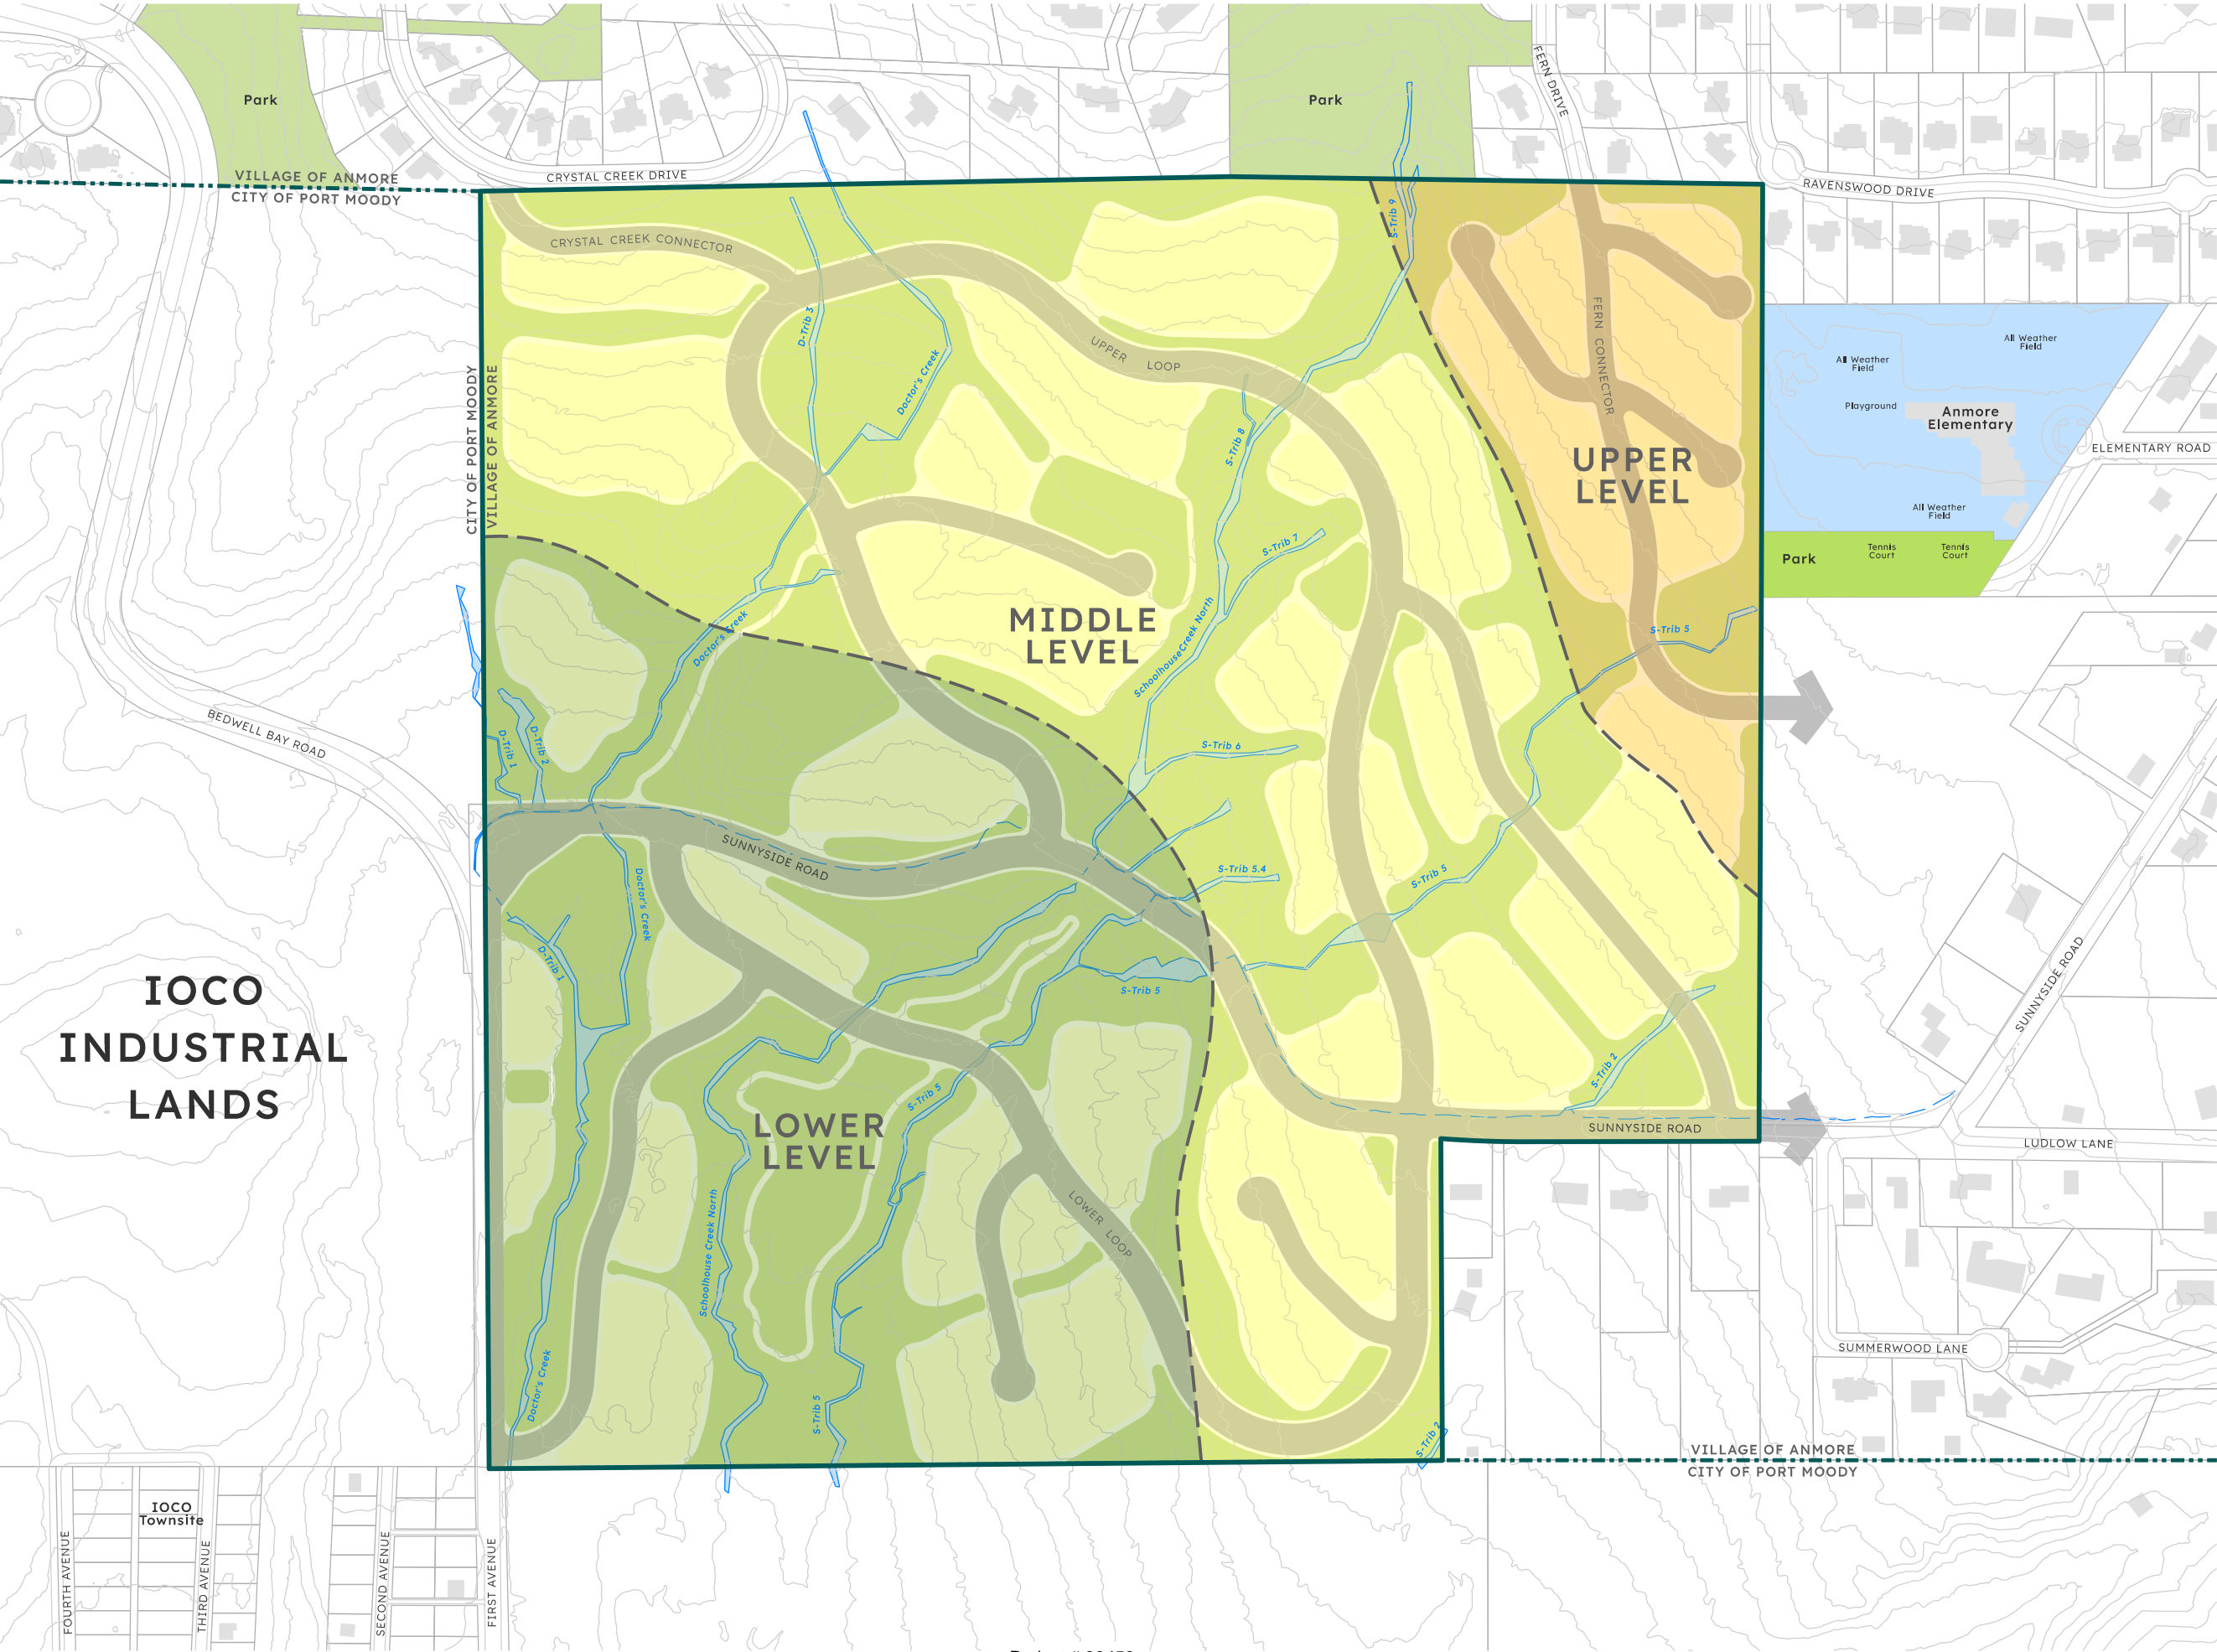 Park
Park
FERN DRIVE
VILLAGE OF ANMORE
CITY OF PORT MOODY
CRYSTAL CREEK DRIVE
RAVENSWOOD DRIVE
S-Trib 9
CRYSTAL CREEK CONNECTOR
D-Trib 3
Doctor's Creek
UPPER LOOP
FERN CONNECTOR
All Weather
Field
All Weather
Field
Playground
Anmore
Elementary
ELEMENTARY ROAD
All Weather
Field
Park
Tennis
Court
Tennis
Court
CITY OF PORT MOODY
VILLAGE OF ANMORE
S-Trib 8
UPPER
LEVEL
S-Trib 7
MIDDLE
LEVEL
SchoolhouseCreek North
Doctor's Creek
S-Trib 5
BEDWELL BAY ROAD
D-Trib 1
D-Trib 2
S-Trib 6
SUNNYSIDE ROAD
S-Trib 5.4
S-Trib 5
Doctor's Creek
D-Trib 1
S-Trib 5
IOCO
INDUSTRIAL
LANDS
SUNNYSIDE ROAD
S-Trib 2
S-Trib 5
LOWER
LEVEL
SUNNYSIDE ROAD
LUDLOW LANE
LOWER LOOP
Schoolhouse Creek North
SUMMERWOOD LANE
Doctor's Creek
S-Trib 5
S-Trib 2
VILLAGE OF ANMORE
CITY OF PORT MOODY
IOCO
Townsite
FOURTH AVENUE
THIRD AVENUE
SECOND AVENUE
FIRST AVENUE